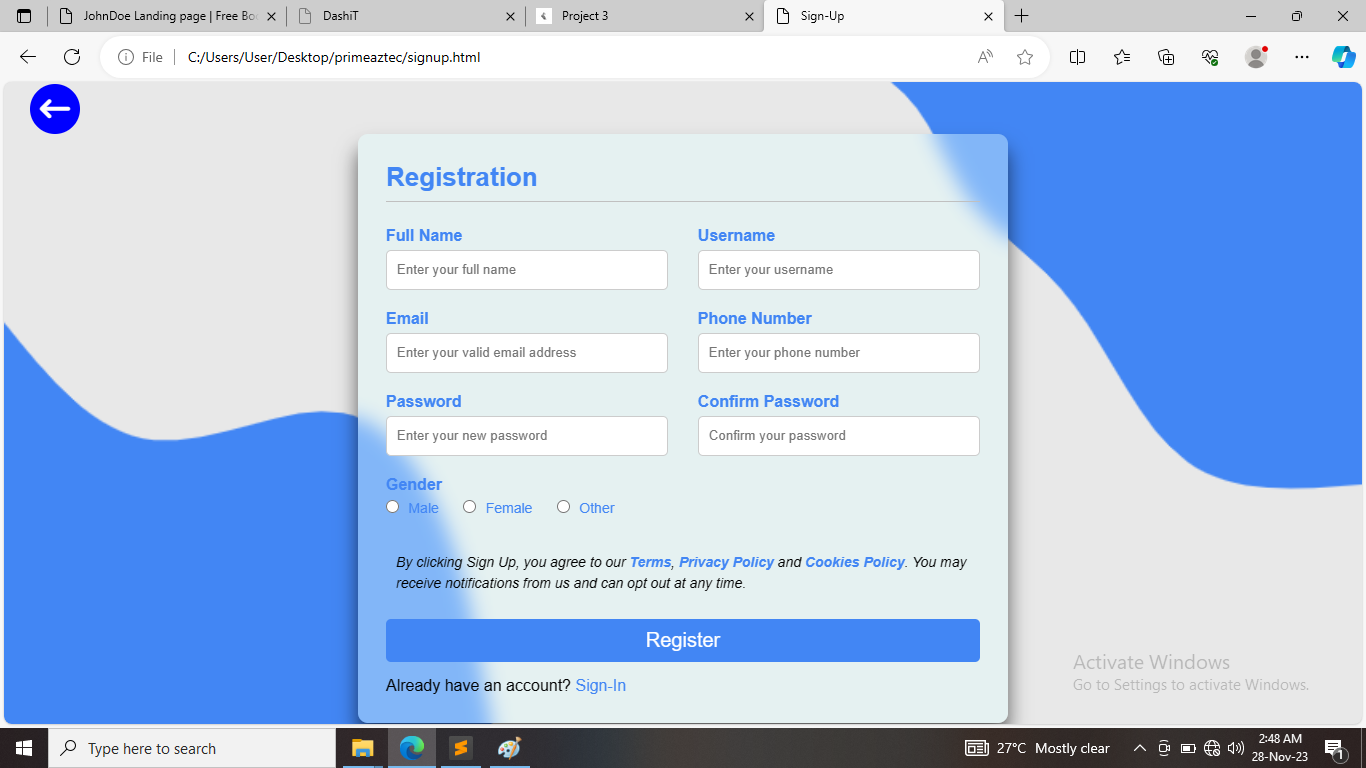 JohnDoe Landing page | Free Bo
DashiT
Project 3
Sign-Up
File
C:/Users/User/Desktop/primeaztec/signup.html
Registration
Full Name
Username
Enter your full name
Enter your username
Email
Phone Number
Enter your valid email address
Enter your phone number
Password
Confirm Password
Enter your new password
Confirm your password
Gender
Male
Female
Other
By clicking Sign Up, you agree to our Terms, Privacy Policy and Cookies Policy. You may
receive notifications from us and can opt out at any time.
Register
Already have an account? Sign-In
Activate Windows
Go to Settings to activate Windows.
Type here to search
27°C Mostly clear
2:48 AM
28-Nov-23
1